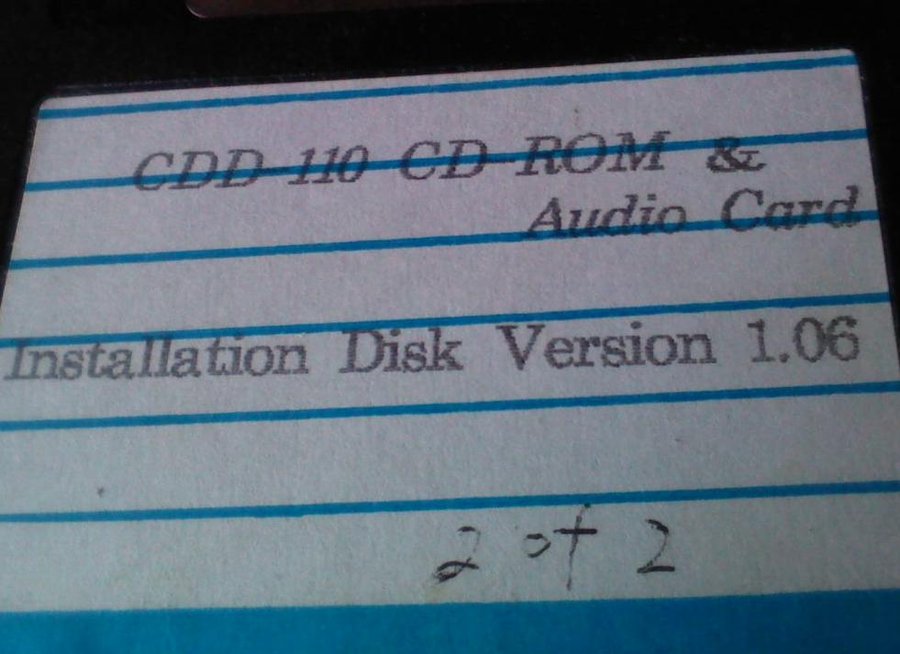 CDD-110 CD-ROM &
Audio Card
Installation Disk Version 1.06
2 of 2